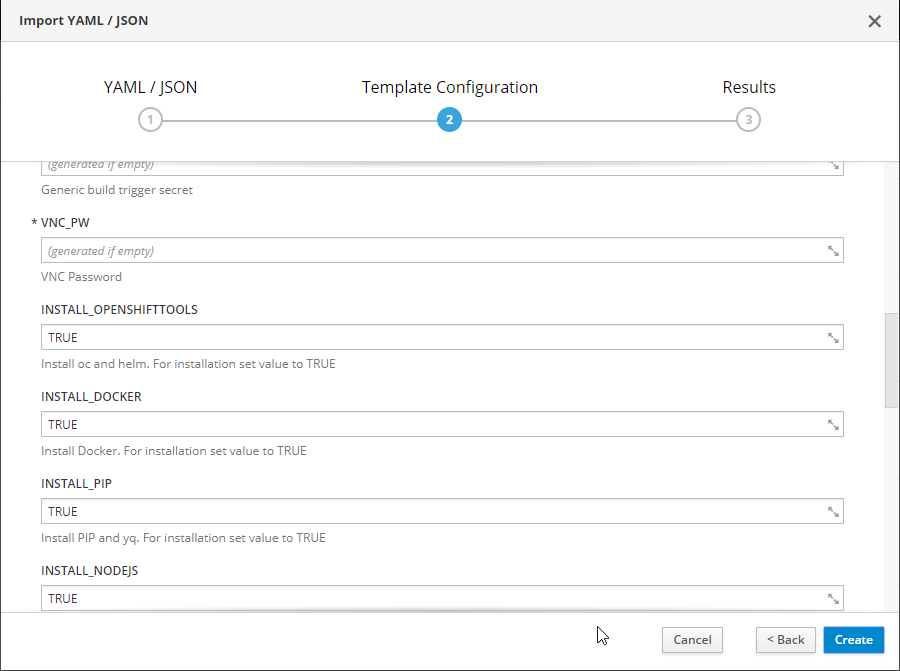 Import YAML / JSON
YAML / JSON
Template Configuration
Results
1
2
3
(generated if empty)
Generic build trigger secret
* VNC_PW
(generated if empty)
VNC Password
INSTALL_OPENSHIFTTOOLS
TRUE
Install oc and helm. For installation set value to TRUE
INSTALL_DOCKER
TRUE
Install Docker. For installation set value to TRUE
INSTALL_PIP
TRUE
Install PIP and yq. For installation set value to TRUE
INSTALL_NODEJS
TRUE
Cancel
< Back
Create